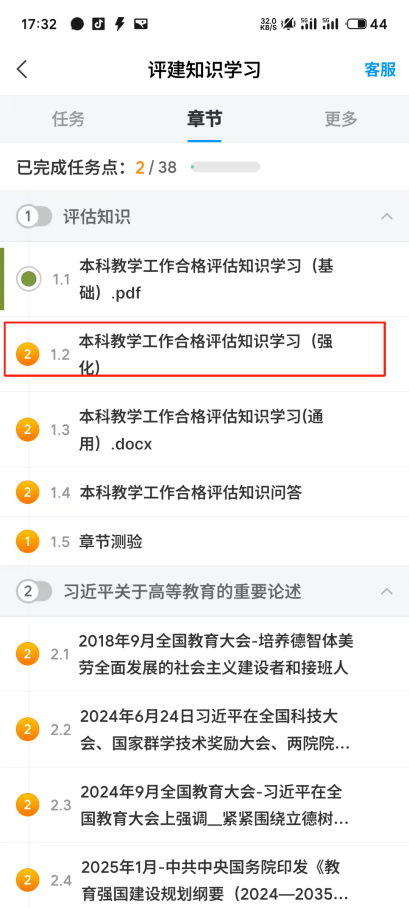 17:32
32.0
KB/S
5G
5G
44
评建知识学习
客服
任务
章节
更多
已完成任务点：2 / 38
1
评估知识
1.1
本科教学工作合格评估知识学习（基
础）.pdf
2
1.2
本科教学工作合格评估知识学习（强
化）
2
1.3
本科教学工作合格评估知识学习(通
用）.docx
2
1.4
本科教学工作合格评估知识问答
1
1.5
章节测验
2
习近平关于高等教育的重要论述
2
2.1
2018年9月全国教育大会-培养德智体美
劳全面发展的社会主义建设者和接班人
2
2.2
2024年6月24日习近平在全国科技大
会、国家群学技术奖励大会、两院院...
2
2.3
2024年9月全国教育大会-习近平在全
国教育大会上强调__紧紧围绕立德树...
2
2.4
2025年1月-中共中央国务院印发《教
育强国建设规划纲要（2024—2035...